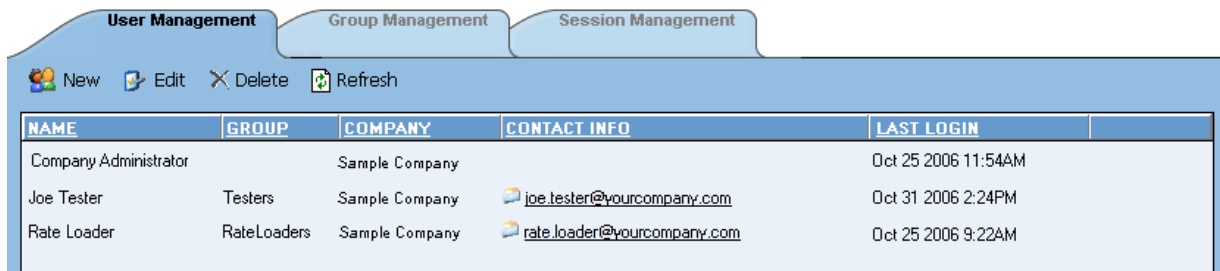 User Management Group Management Session Management
New Edit Delete Refresh
NAME GROUP COMPANY CONTACT INFO LAST LOGIN
Company Administrator Sample Company Oct 25 2006 11:54AM
Joe Tester Testers Sample Company joe.tester@yourcompany.com Oct 31 2006 2:24PM
Rate Loader RateLoaders Sample Company rate.loader@yourcompany.com Oct 25 2006 9:22AM